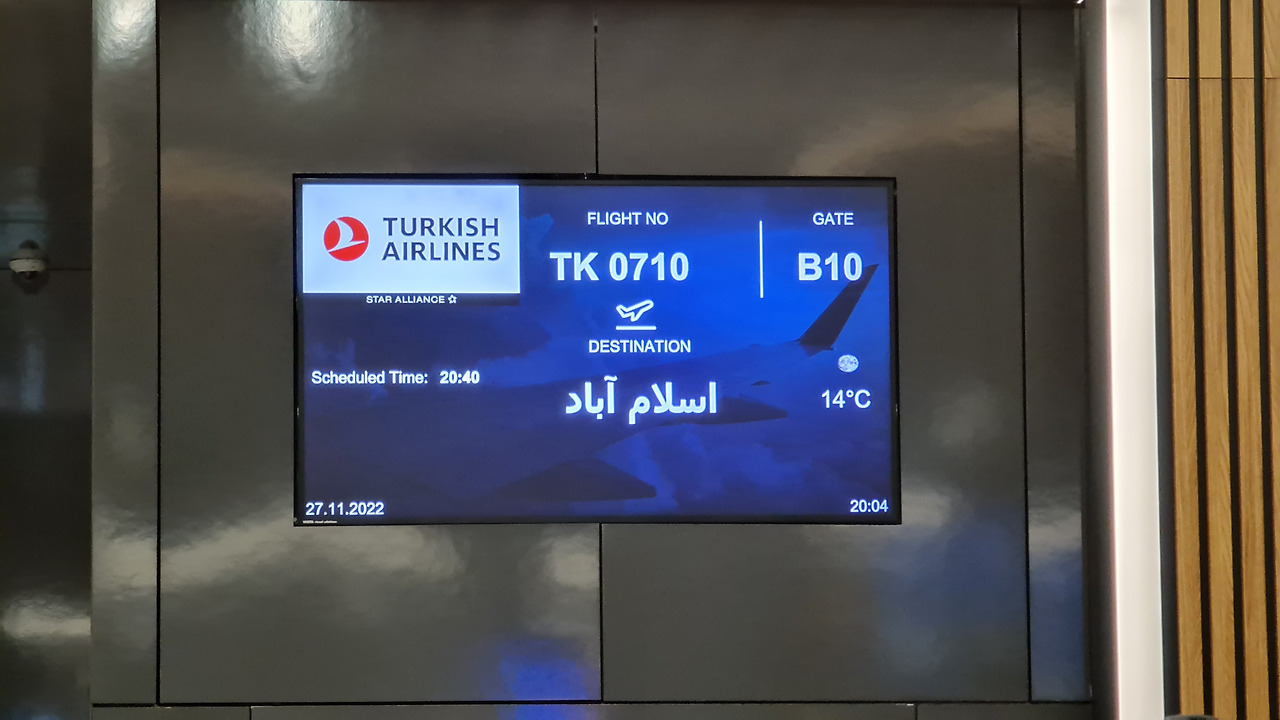 TURKISH
AIRLINES
STAR ALLIANCE
FLIGHT NO
TK 0710
GATE
B10
DESTINATION
Scheduled Time: 20:40
اسلام آباد
14°C
27.11.2022
20:04